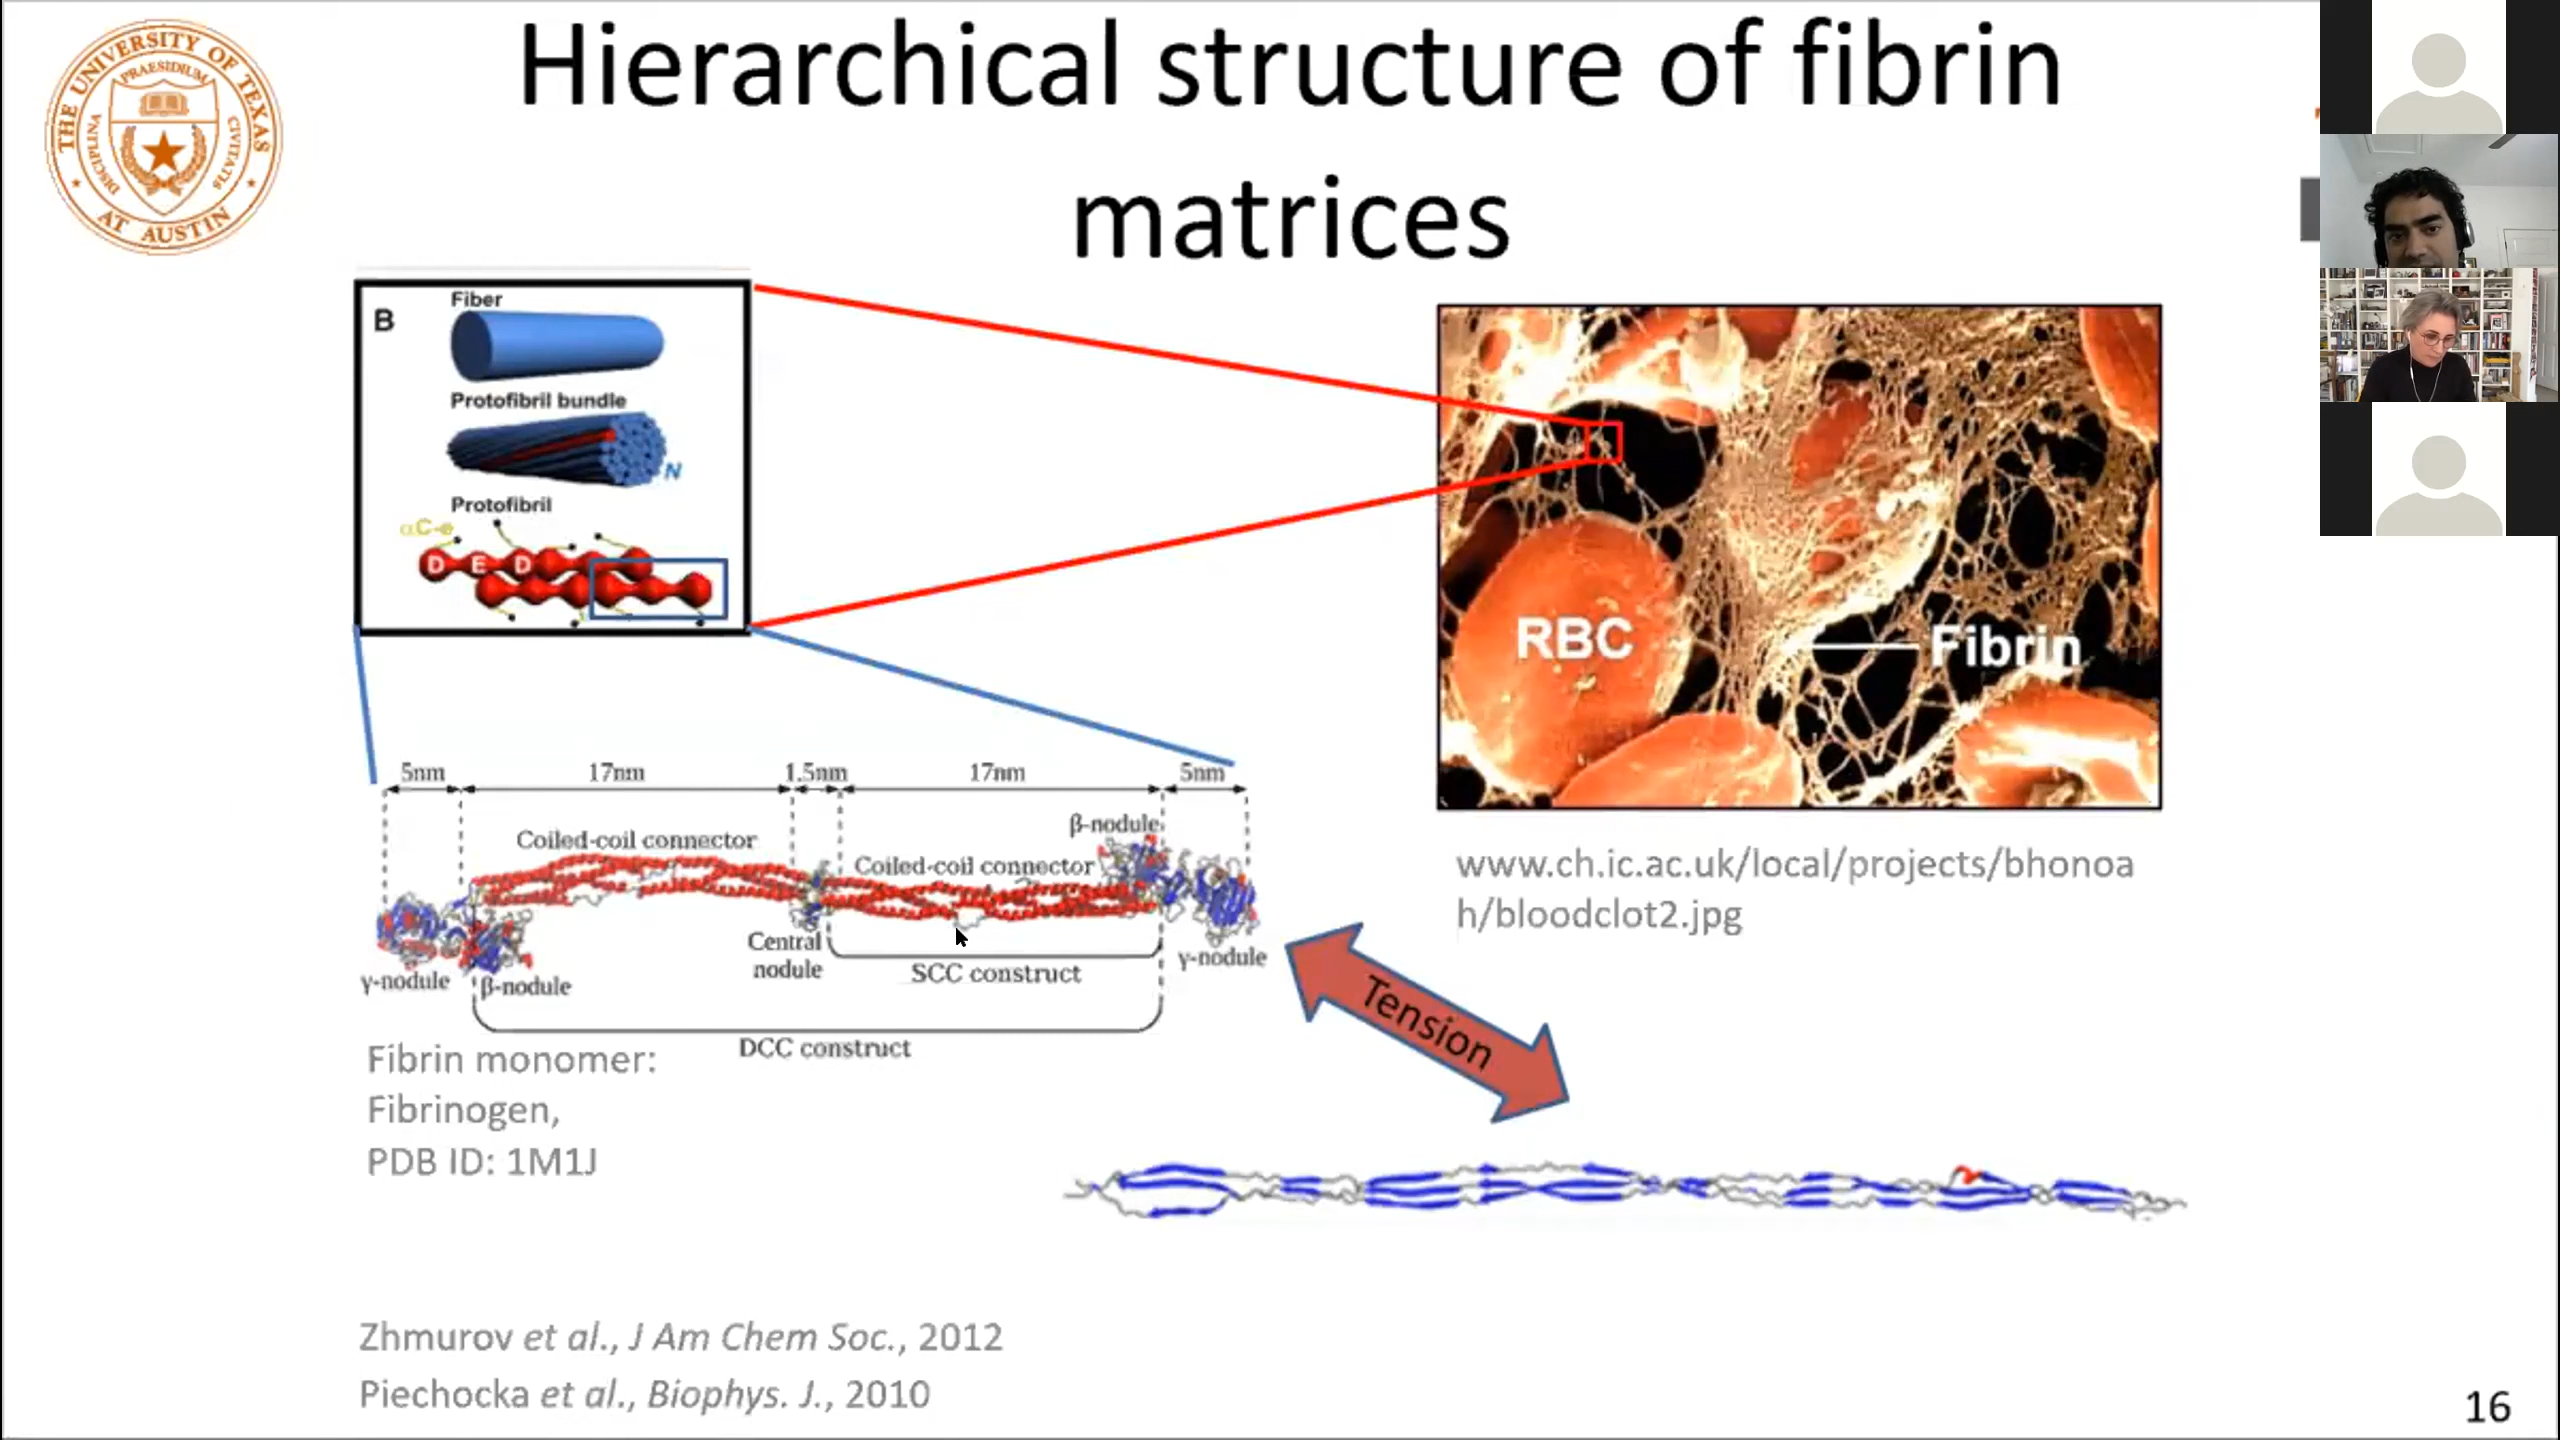 Hierarchical structure of fibrin
matrices
THE UNIVERSITY OF TEXAS
AT AUSTIN
PRAESIDIUM
DISCIPLINA
CIVITATIS
B
Fiber
Protofibril bundle
N
Protofibril
αC-e
D E D
RBC
Fibrin
www.ch.ic.ac.uk/local/projects/bhonoa
h/bloodclot2.jpg
5nm 17nm 1.5nm 17nm 5nm
β-nodule
Coiled-coil connector
Coiled-coil connector
Central
nodule
SCC construct
γ-nodule
γ-nodule
β-nodule
DCC construct
Tension
Fibrin monomer:
Fibrinogen,
PDB ID: 1M1J
Zhmurov et al., J Am Chem Soc., 2012
Piechocka et al., Biophys. J., 2010
16